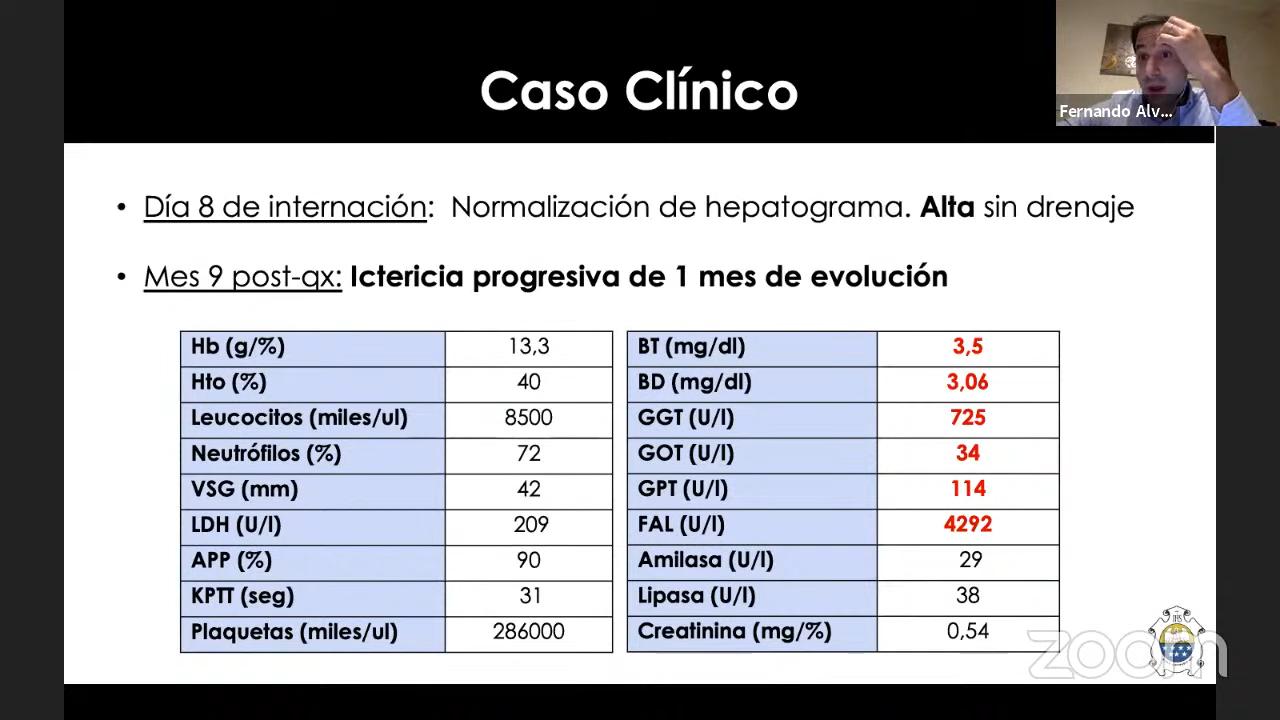 Caso Clínico
Fernando Alv...
• Día 8 de internación: Normalización de hepatograma. Alta sin drenaje
• Mes 9 post-qx: Ictericia progresiva de 1 mes de evolución
Hb (g/%) 13,3
Hto (%) 40
Leucocitos (miles/ul) 8500
Neutrófilos (%) 72
VSG (mm) 42
LDH (U/l) 209
APP (%) 90
KPTT (seg) 31
Plaquetas (miles/ul) 286000
BT (mg/dl) 3,5
BD (mg/dl) 3,06
GGT (U/l) 725
GOT (U/l) 34
GPT (U/l) 114
FAL (U/l) 4292
Amilasa (U/l) 29
Lipasa (U/l) 38
Creatinina (mg/%) 0,54
zoom